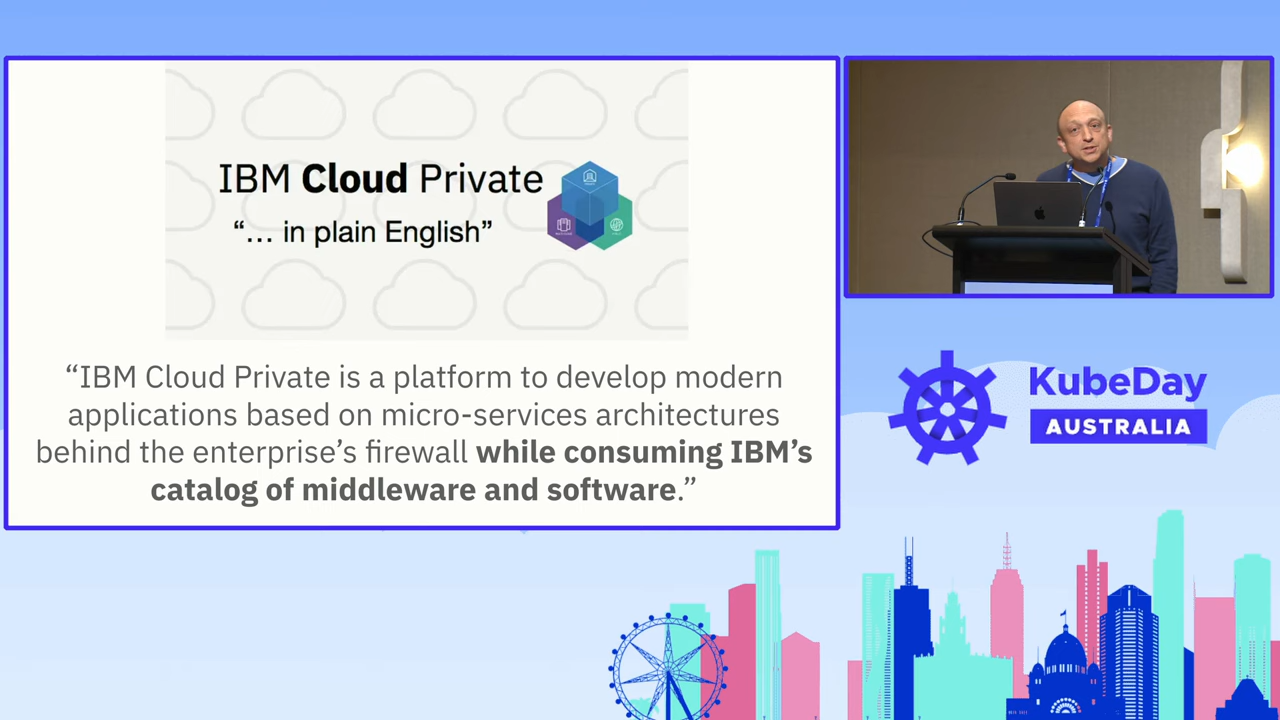 IBM Cloud Private
“... in plain English”
“IBM Cloud Private is a platform to develop modern
applications based on micro-services architectures
behind the enterprise’s firewall while consuming IBM’s
catalog of middleware and software.”
KubeDay
AUSTRALIA